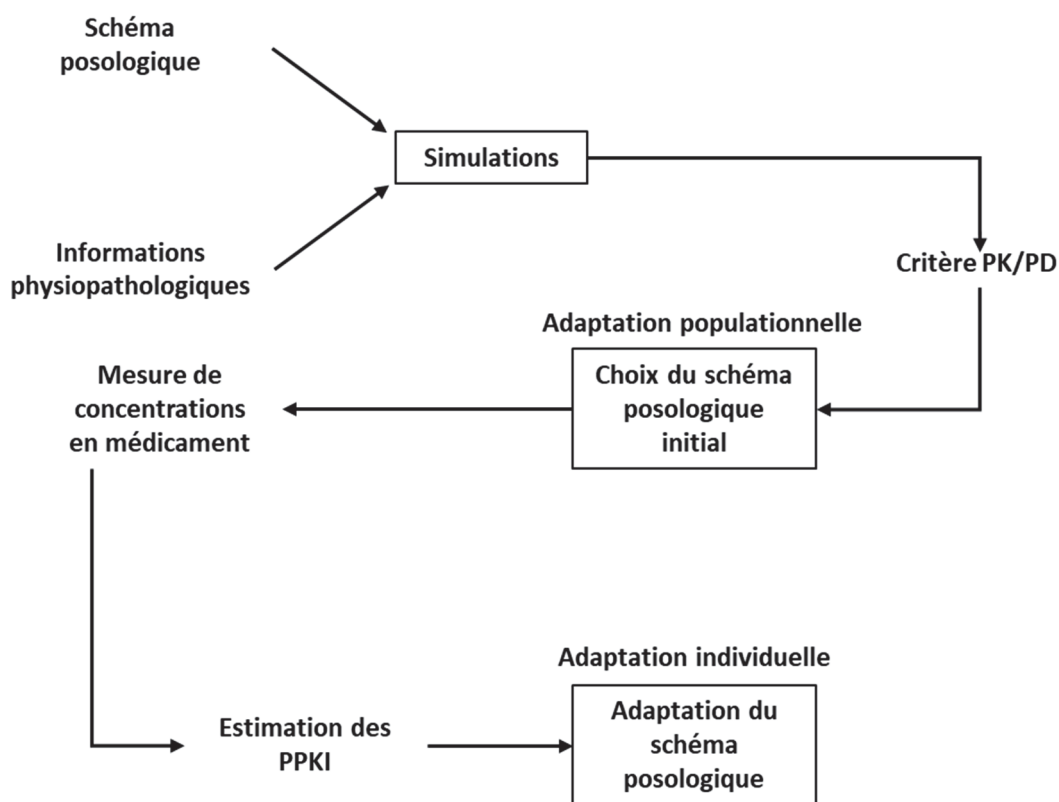 Schéma
posologique
Simulations
Informations
physiopathologiques
Critère PK/PD
Adaptation populationnelle
Choix du schéma
posologique
initial
Mesure de
concentrations
en médicament
Adaptation individuelle
Estimation des
PPKI
Adaptation du
schéma
posologique